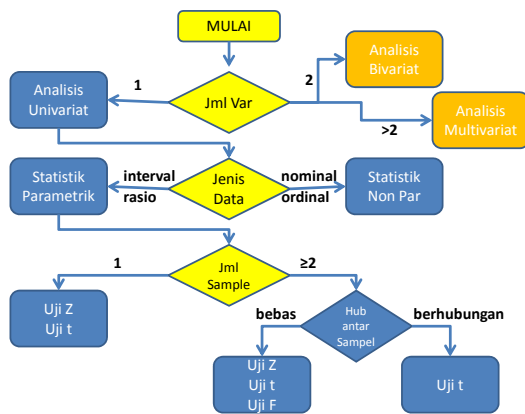 MULAI
Jml Var
1
2
>2
Analisis
Univariat
Analisis
Bivariat
Analisis
Multivariat
Jenis
Data
interval
rasio
nominal
ordinal
Statistik
Parametrik
Statistik
Non Par
Jml
Sample
1
≥2
Uji Z
Uji t
Hub
antar
Sampel
bebas
berhubungan
Uji Z
Uji t
Uji F
Uji t